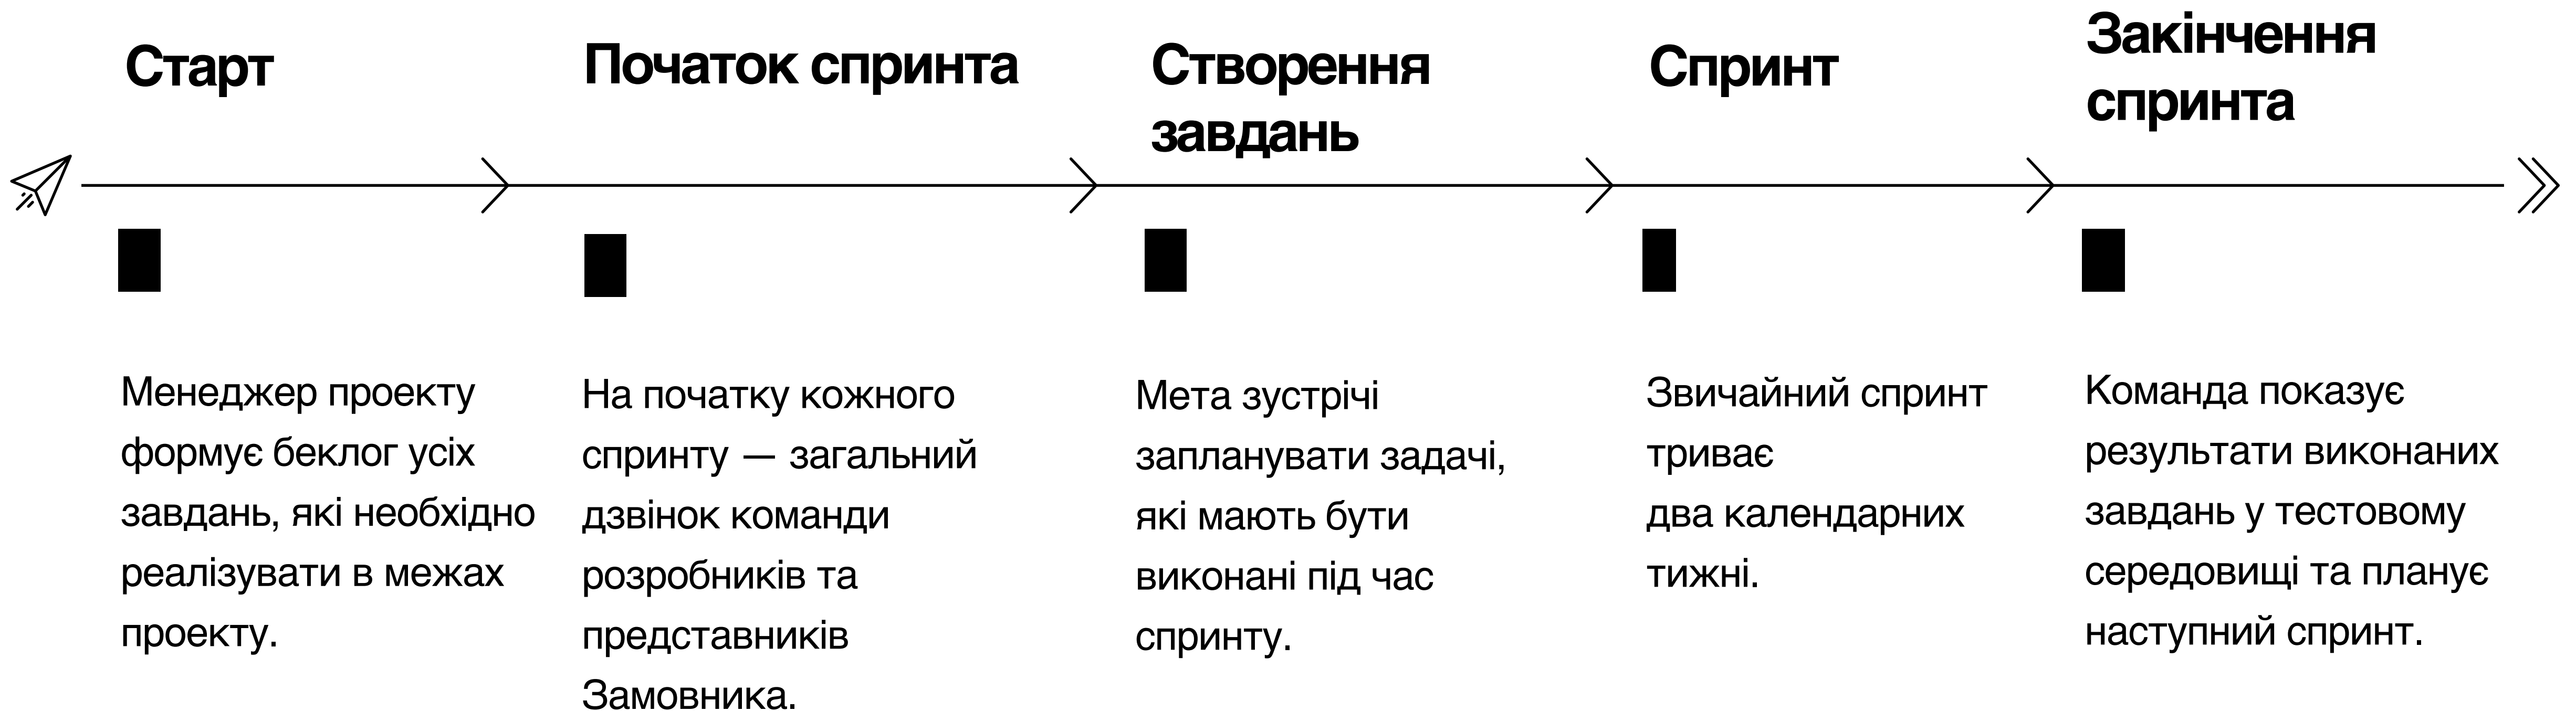 Старт
Менеджер проекту
формує беклог усіх
завдань, які необхідно
реалізувати в межах
проекту.
Початок спринта
На початку кожного
спринту — загальний
дзвінок команди
розробників та
представників
Замовника.
Створення
завдань
Мета зустрічі
запланувати задачі,
які мають бути
виконані під час
спринту.
Спринт
Звичайний спринт
триває
два календарних
тижні.
Закінчення
спринта
Команда показує
результати виконаних
завдань у тестовому
середовищі та планує
наступний спринт.